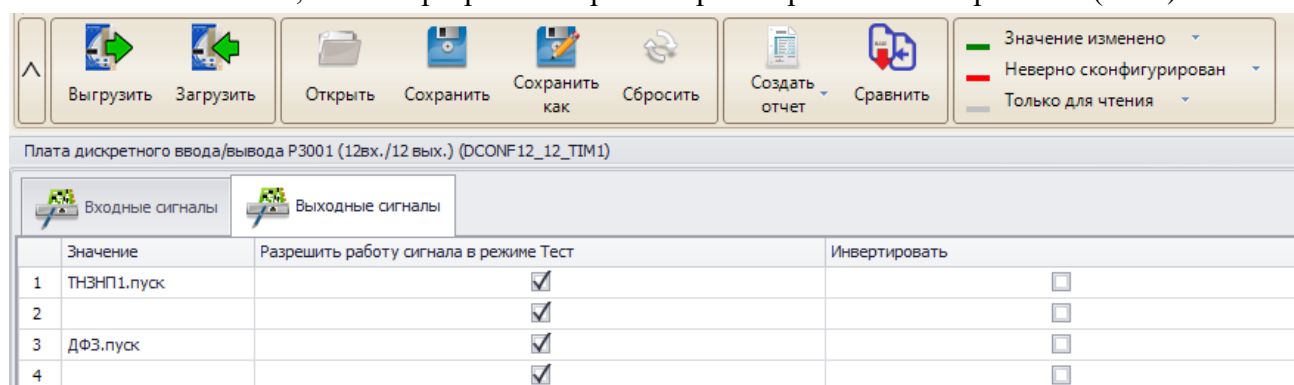 Выгрузить Загрузить Открыть Сохранить Сохранить как Сбросить Создать отчет Сравнить
Значение изменено
Неверно сконфигурирован
Только для чтения
Плата дискретного ввода/вывода P3001 (12вх./12 вых.) (DCONF12_12_TIM1)
Входные сигналы Выходные сигналы
Значение Разрешить работу сигнала в режиме Тест Инвертировать
1 ТНЗНП1.пуск
2
3 ДФЗ.пуск
4